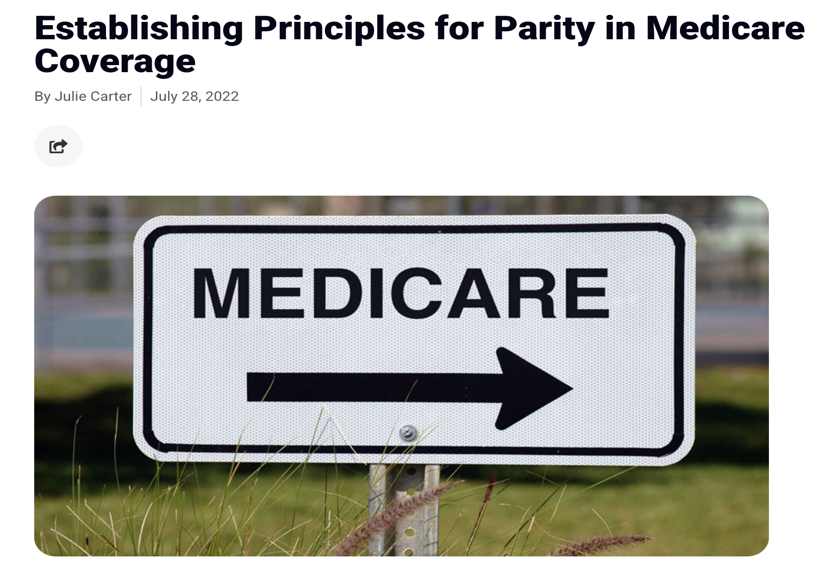 Establishing Principles for Parity in Medicare
Coverage
By Julie Carter
July 28, 2022
MEDICARE